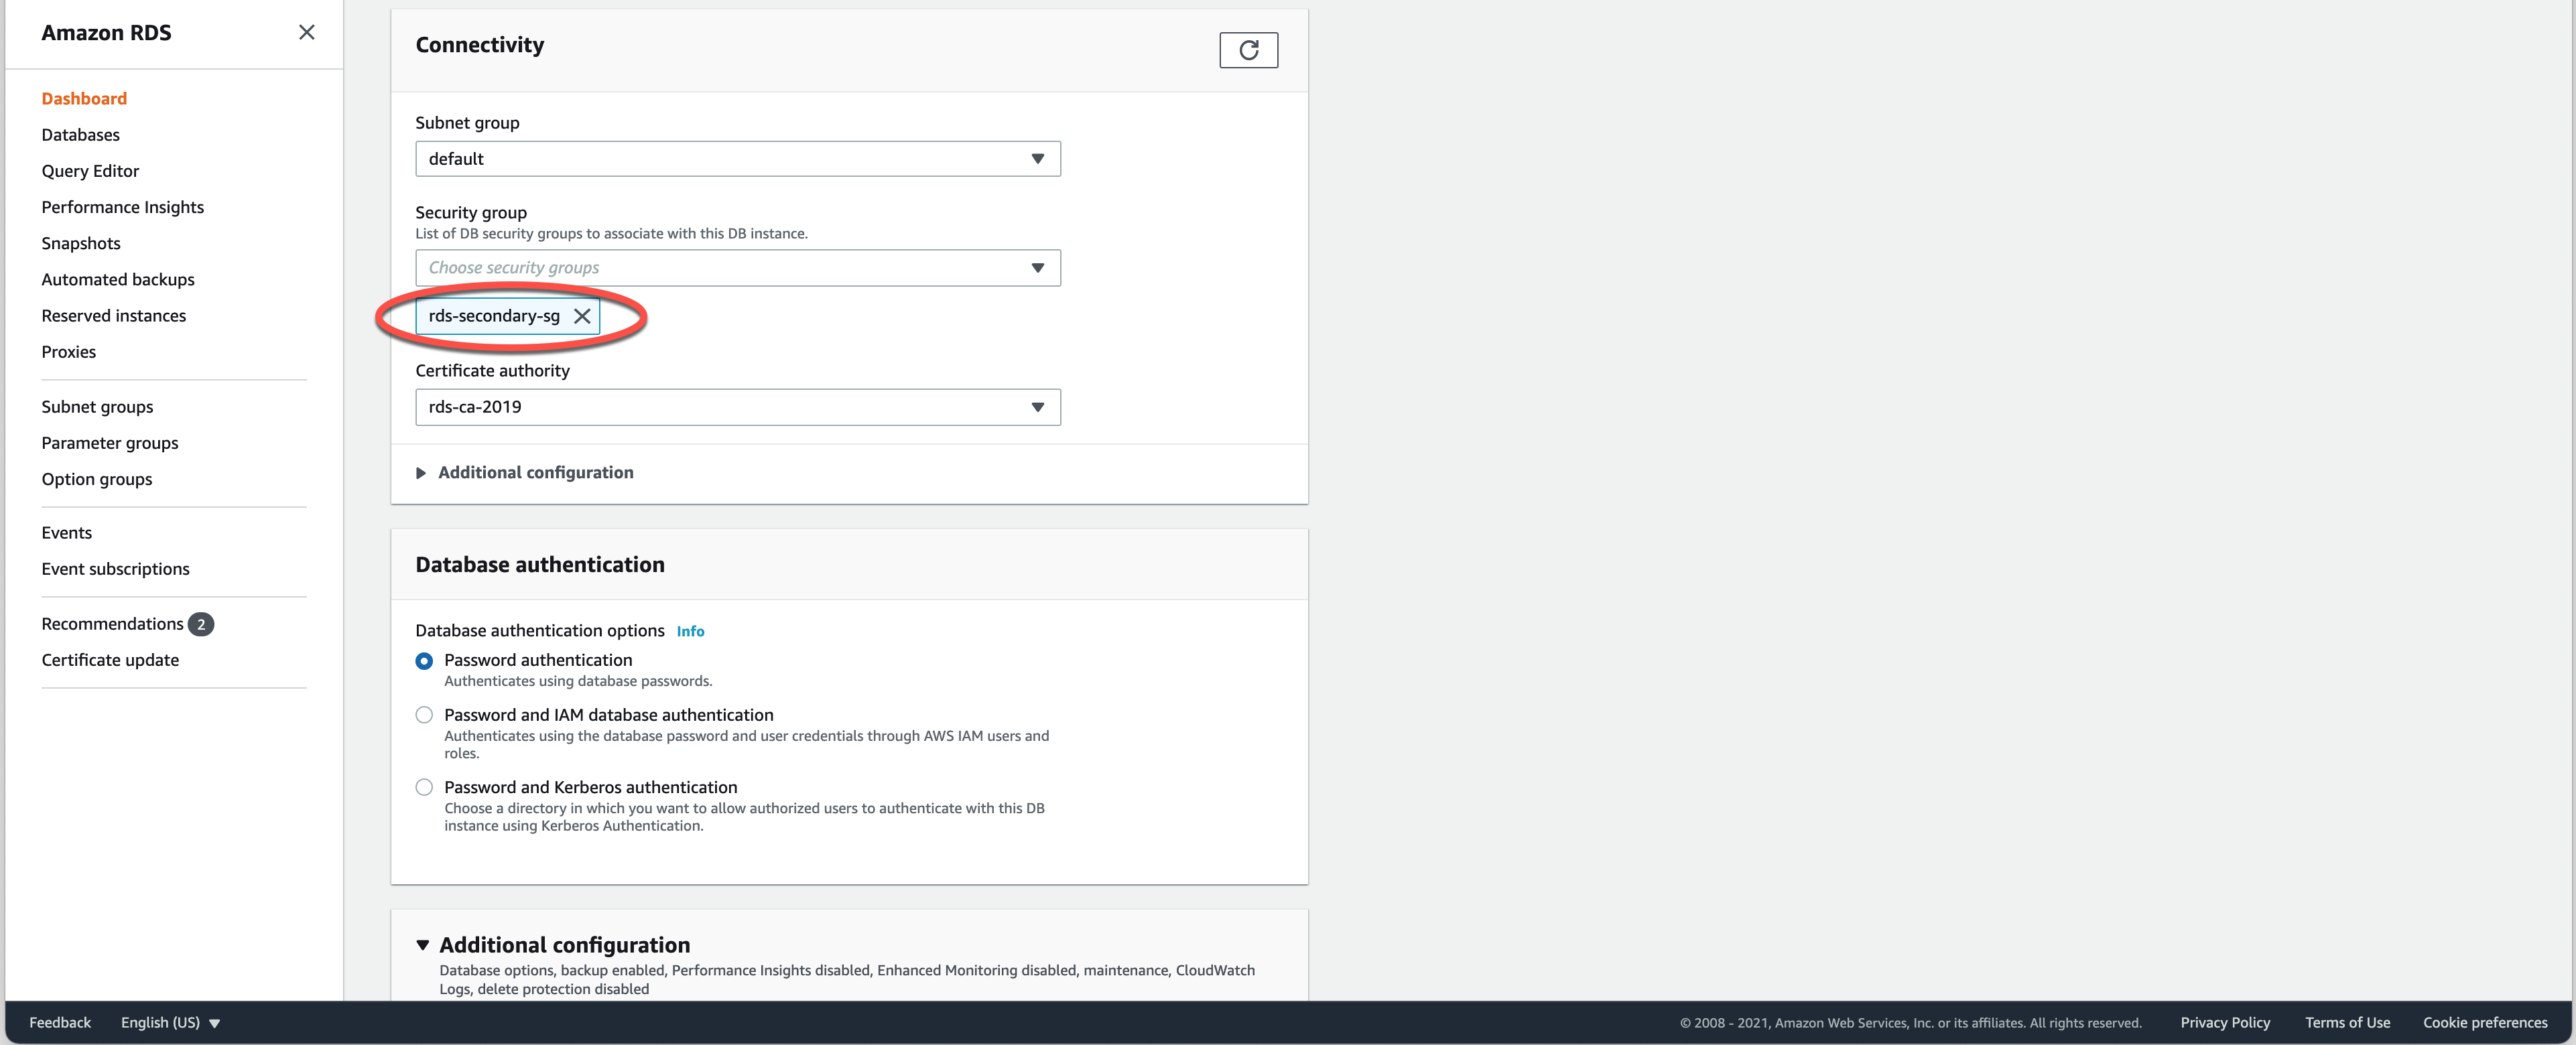 Amazon RDS
Dashboard
Databases
Query Editor
Performance Insights
Snapshots
Automated backups
Reserved instances
Proxies
Subnet groups
Parameter groups
Option groups
Events
Event subscriptions
Recommendations 2
Certificate update
Connectivity
Subnet group
default
Security group
List of DB security groups to associate with this DB instance.
Choose security groups
rds-secondary-sg
Certificate authority
rds-ca-2019
Additional configuration
Database authentication
Database authentication options Info
Password authentication
Authenticates using database passwords.
Password and IAM database authentication
Authenticates using the database password and user credentials through AWS IAM users and
roles.
Password and Kerberos authentication
Choose a directory in which you want to allow authorized users to authenticate with this DB
instance using Kerberos Authentication.
Additional configuration
Database options, backup enabled, Performance Insights disabled, Enhanced Monitoring disabled, maintenance, CloudWatch
Logs, delete protection disabled
Feedback English (US) © 2008 - 2021, Amazon Web Services, Inc. or its affiliates. All rights reserved. Privacy Policy Terms of Use Cookie preferences